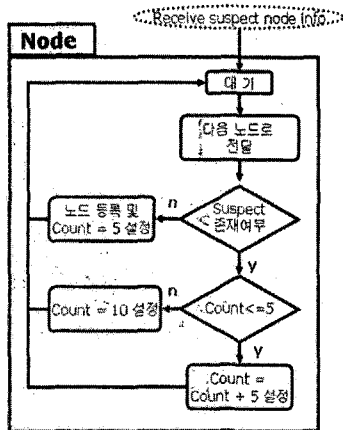 Receive suspect node info
Node
대 기
다음 노드로
전달
Suspect
존재여부
n
노드 등록 및
Count = 5 설정
y
Count<=5
n
Count = 10 설정
y
Count =
Count + 5 설정